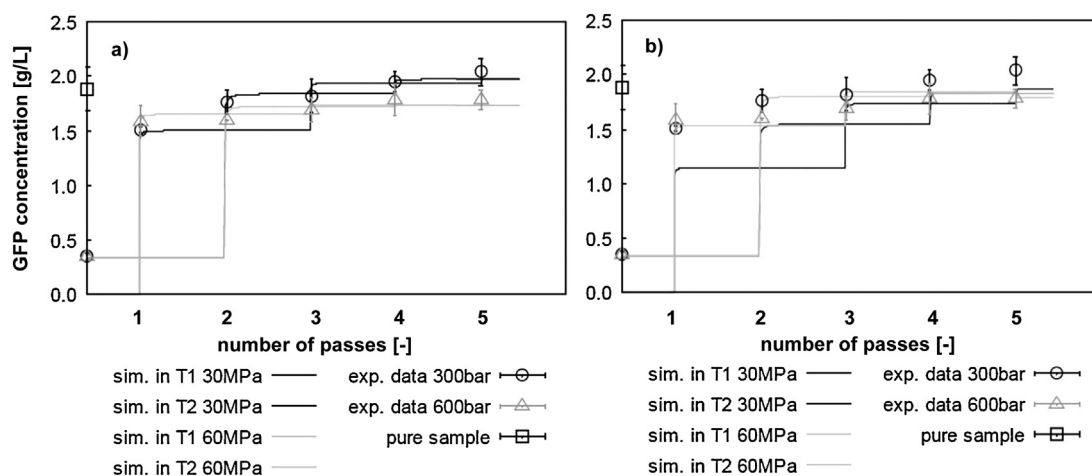 a)
GFP concentration [g/L]
2.5
2.0
1.5
1.0
0.5
0.0
1 2 3 4 5
number of passes [-]
sim. in T1 30MPa
sim. in T2 30MPa
sim. in T1 60MPa
sim. in T2 60MPa
exp. data 300bar
exp. data 600bar
pure sample
b)
2.5
2.0
1.5
1.0
0.5
0.0
1 2 3 4 5
number of passes [-]
sim. in T1 30MPa
sim. in T2 30MPa
sim. in T1 60MPa
sim. in T2 60MPa
exp. data 300bar
exp. data 600bar
pure sample